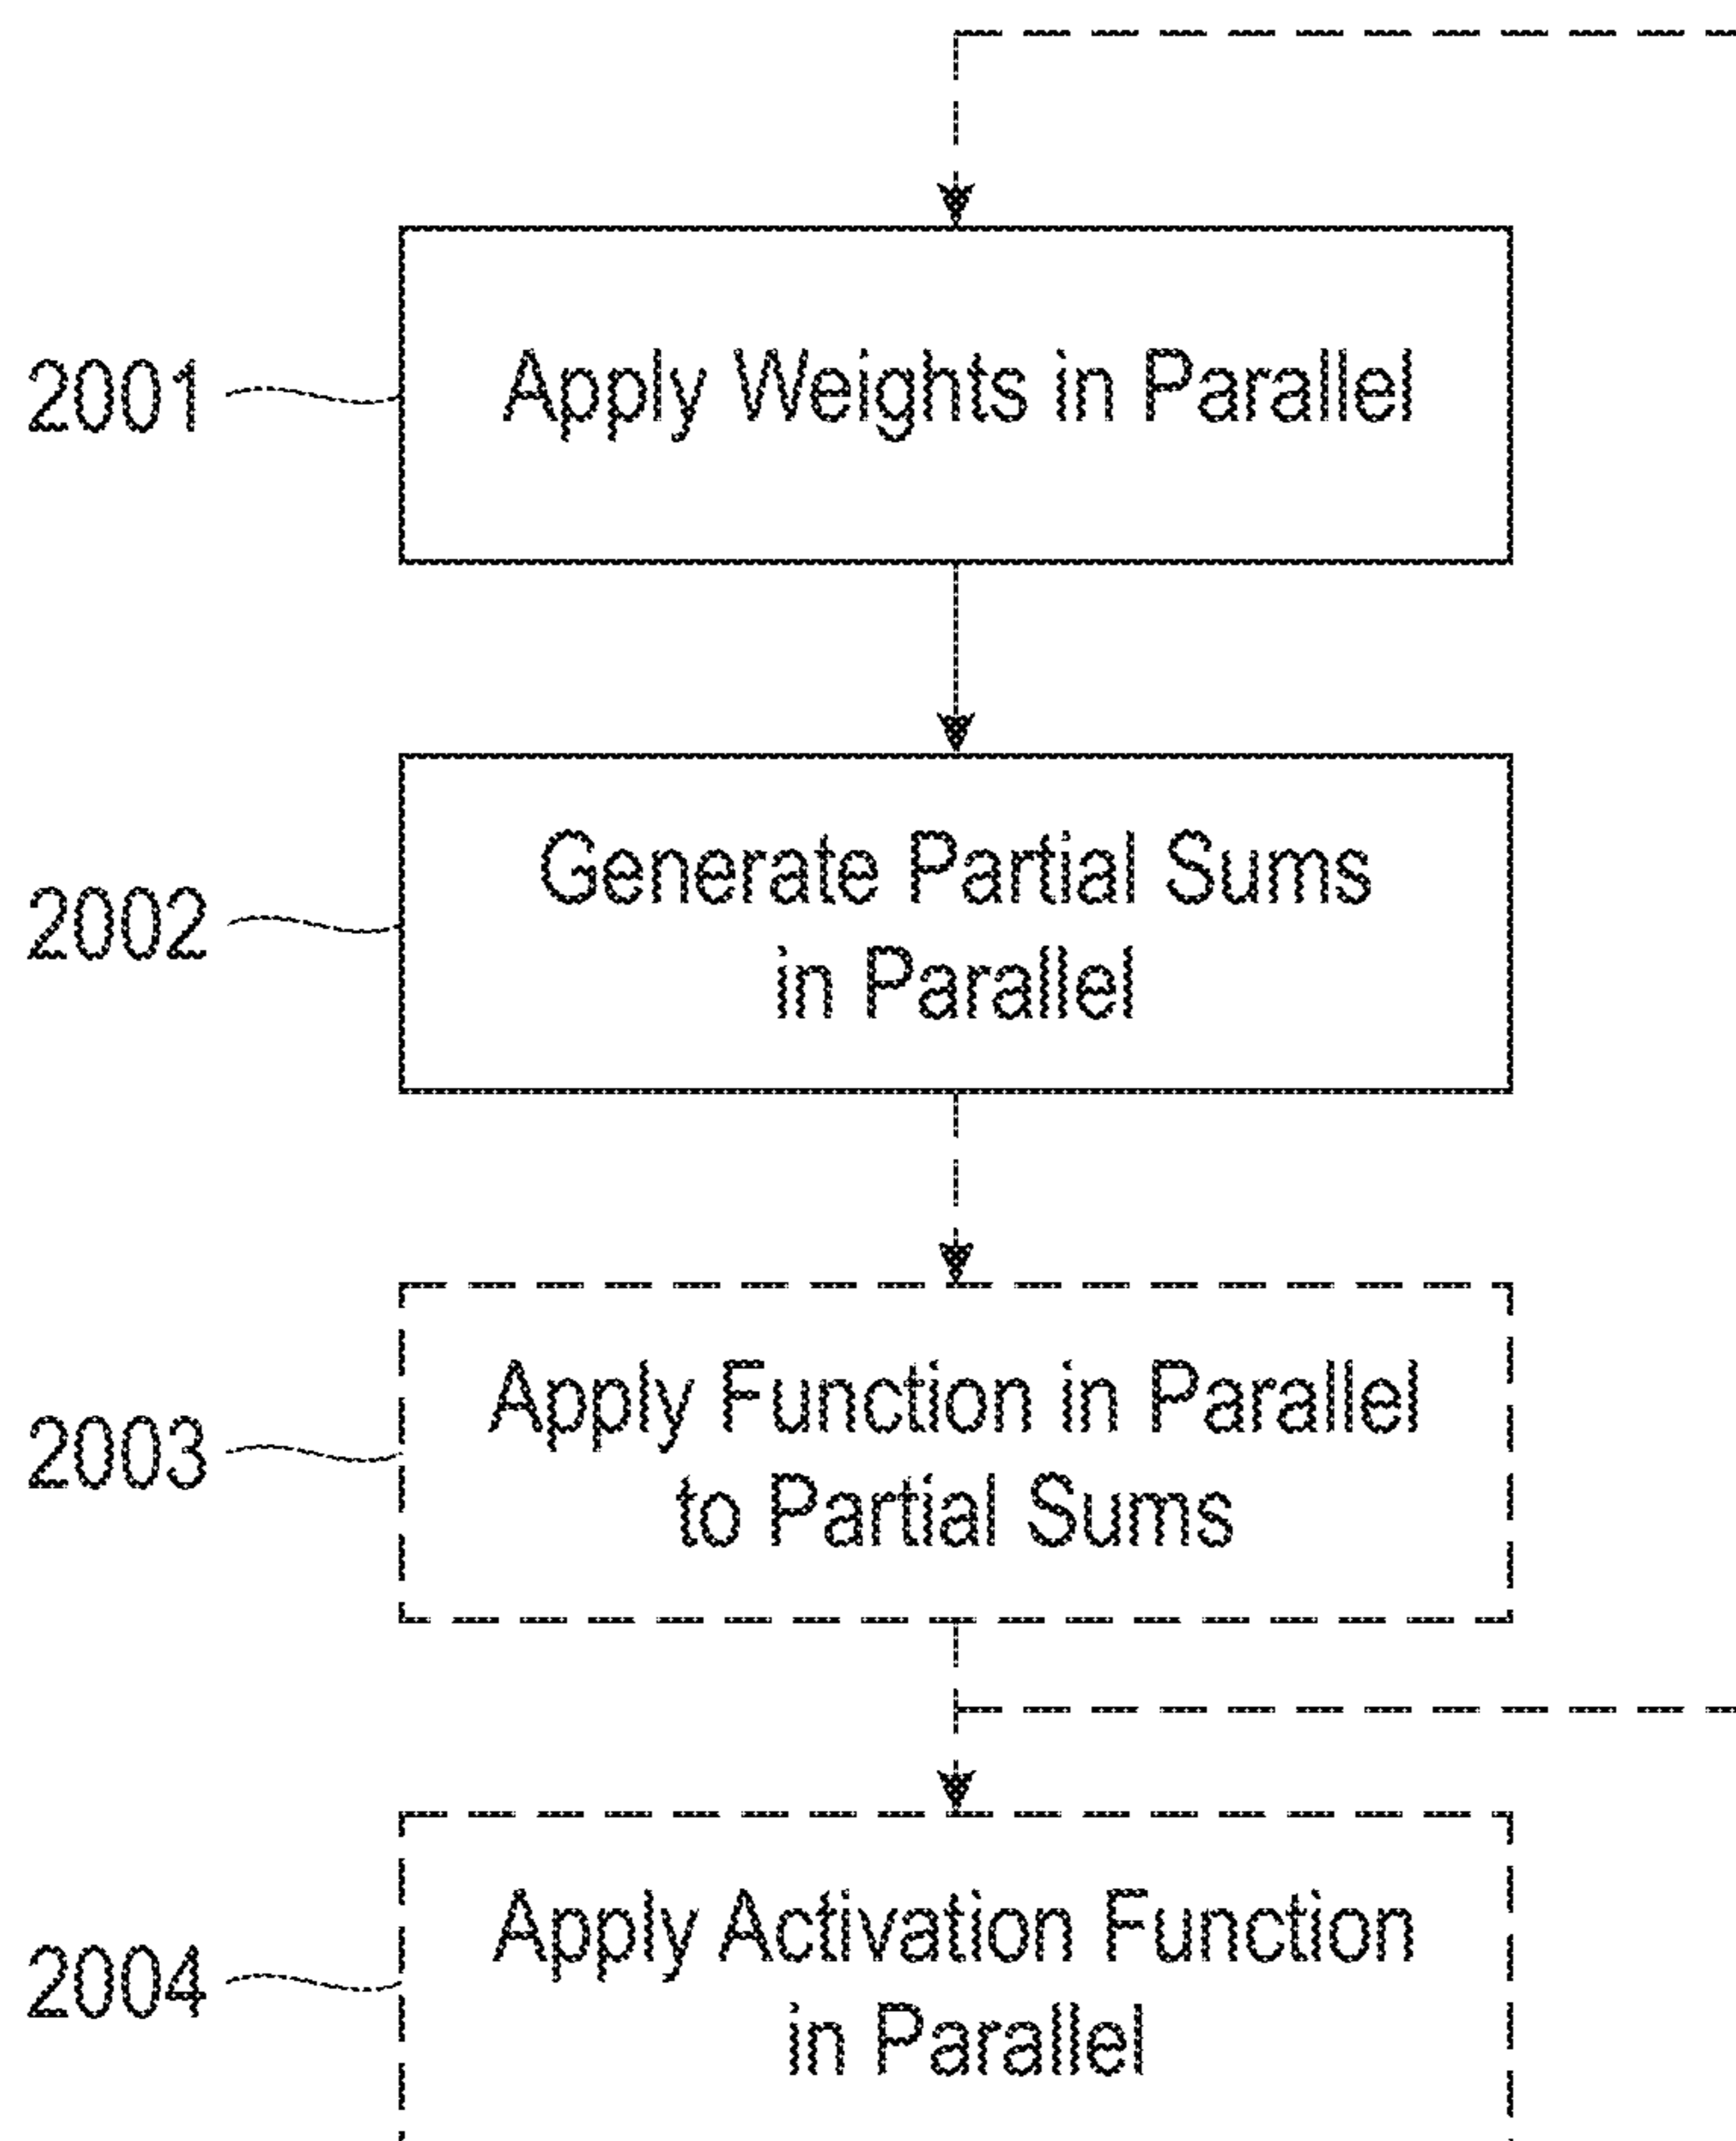 2001
Apply Weights in Parallel
2002
Generate Partial Sums
in Parallel
2003
Apply Function in Parallel
to Partial Sums
2004
Apply Activation Function
in Parallel